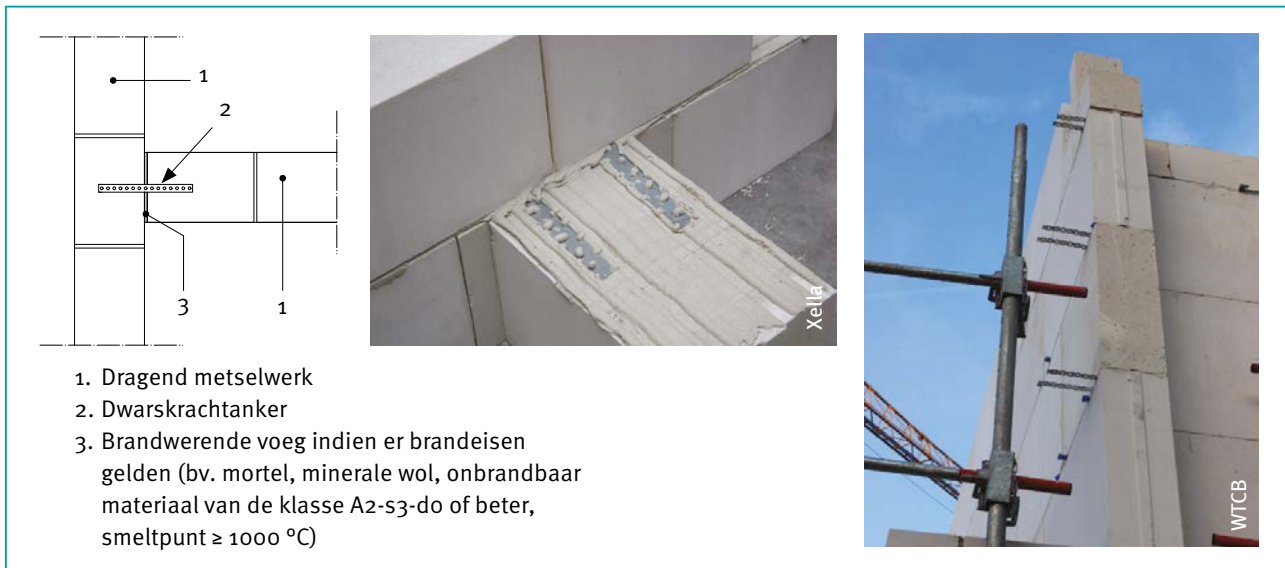 1
2
3
1
Xella
WTCB
1. Dragend metselwerk
2. Dwarskrachtanker
3. Brandwerende voeg indien er brandeisen
gelden (bv. mortel, minerale wol, onbrandbaar
materiaal van de klasse A2-s3-do of beter,
smeltpunt ≥ 1000 °C)